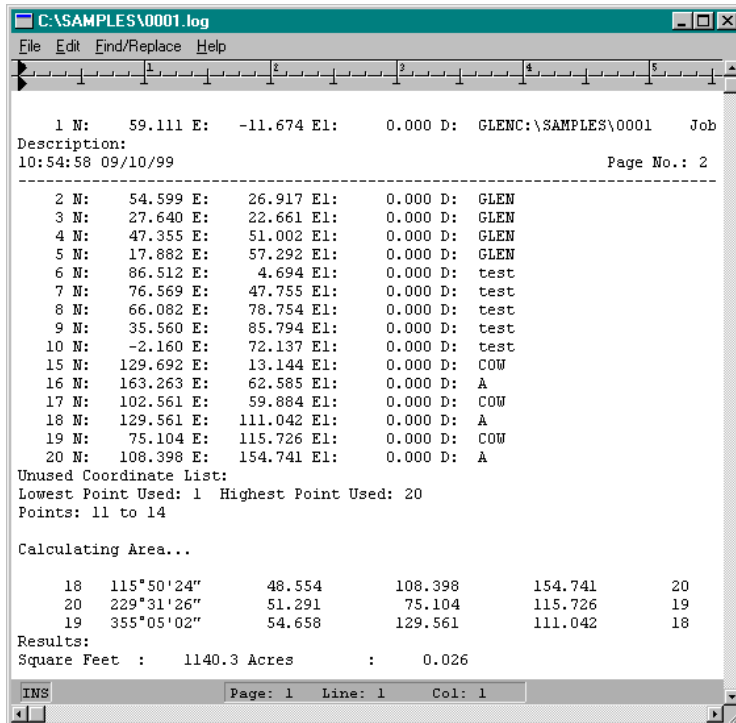 C:\SAMPLES\0001.log
File Edit Find/Replace Help
1 2 3 4 5
1 N: 59.111 E: -11.674 El: 0.000 D: GLENC:\SAMPLES\0001 Job
Description:
10:54:58 09/10/99 Page No.: 2
--------------------------------------------------------------------------------
2 N: 54.599 E: 26.917 El: 0.000 D: GLEN
3 N: 27.640 E: 22.661 El: 0.000 D: GLEN
4 N: 47.355 E: 51.002 El: 0.000 D: GLEN
5 N: 17.882 E: 57.292 El: 0.000 D: GLEN
6 N: 86.512 E: 4.694 El: 0.000 D: test
7 N: 76.569 E: 47.755 El: 0.000 D: test
8 N: 66.082 E: 78.754 El: 0.000 D: test
9 N: 35.560 E: 85.794 El: 0.000 D: test
10 N: -2.160 E: 72.137 El: 0.000 D: test
15 N: 129.692 E: 13.144 El: 0.000 D: COW
16 N: 163.263 E: 62.585 El: 0.000 D: A
17 N: 102.561 E: 59.884 El: 0.000 D: COW
18 N: 129.561 E: 111.042 El: 0.000 D: A
19 N: 75.104 E: 115.726 El: 0.000 D: COW
20 N: 108.398 E: 154.741 El: 0.000 D: A
Unused Coordinate List:
Lowest Point Used: 1 Highest Point Used: 20
Points: 11 to 14
Calculating Area...
18 115°50'24" 48.554 108.398 154.741 20
20 229°31'26" 51.291 75.104 115.726 19
19 355°05'02" 54.658 129.561 111.042 18
Results:
Square Feet : 1140.3 Acres : 0.026
INS Page: 1 Line: 1 Col: 1